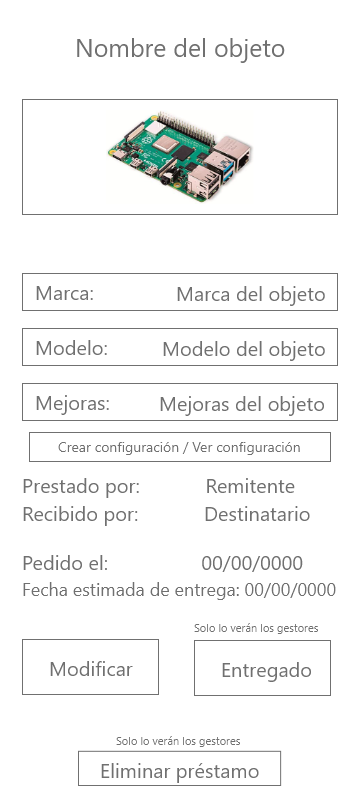 Nombre del objeto
Marca: Marca del objeto
Modelo: Modelo del objeto
Mejoras: Mejoras del objeto
Crear configuración / Ver configuración
Prestado por: Remitente
Recibido por: Destinatario
Pedido el: 00/00/0000
Fecha estimada de entrega: 00/00/0000
Solo lo verán los gestores
Modificar Entregado
Solo lo verán los gestores
Eliminar préstamo